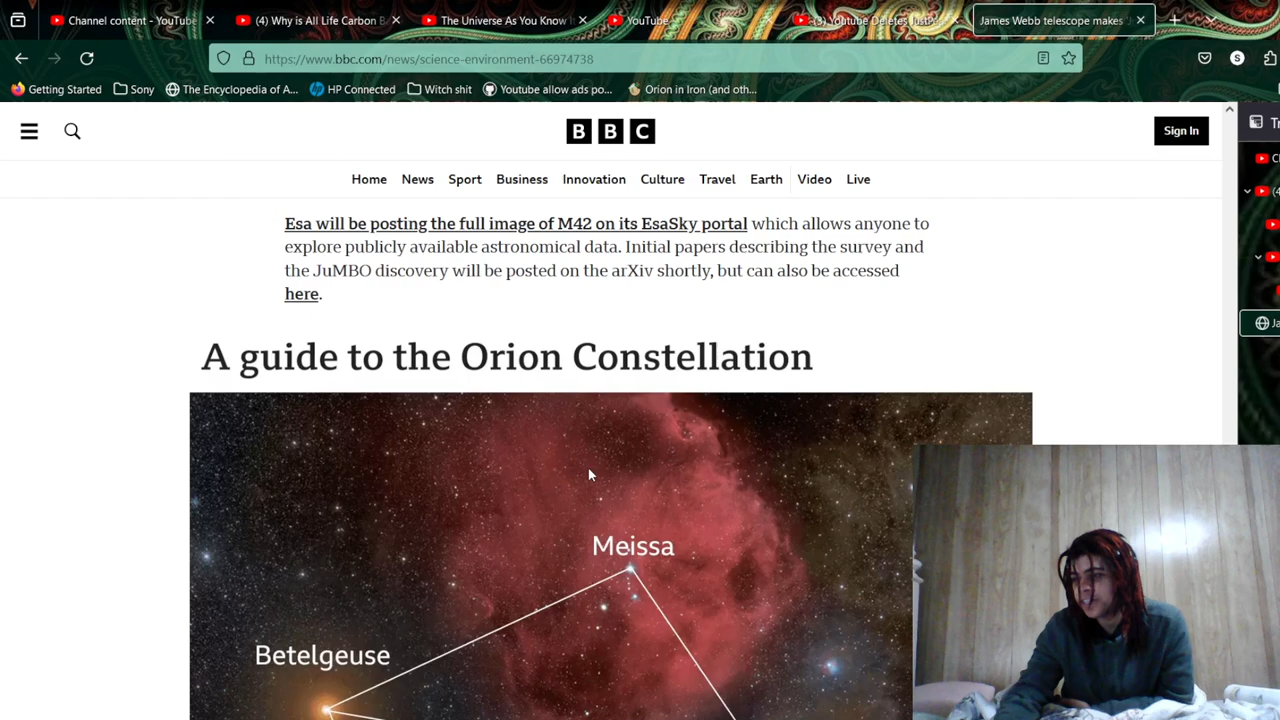 Channel content - YouTube
(4) Why is All Life Carbon B
The Universe As You Know I
YouTube
(3) Youtube Deletes JustP
James Webb telescope makes 'J
https://www.bbc.com/news/science-environment-66974738
S
Getting Started
Sony
The Encyclopedia of A...
HP Connected
Witch shit
Youtube allow ads po...
Orion in Iron (and oth...
BBC
Sign In
Home
News
Sport
Business
Innovation
Culture
Travel
Earth
Video
Live
Esa will be posting the full image of M42 on its EsaSky portal which allows anyone to
explore publicly available astronomical data. Initial papers describing the survey and
the JuMBO discovery will be posted on the arXiv shortly, but can also be accessed
here.
A guide to the Orion Constellation
Meissa
Betelgeuse